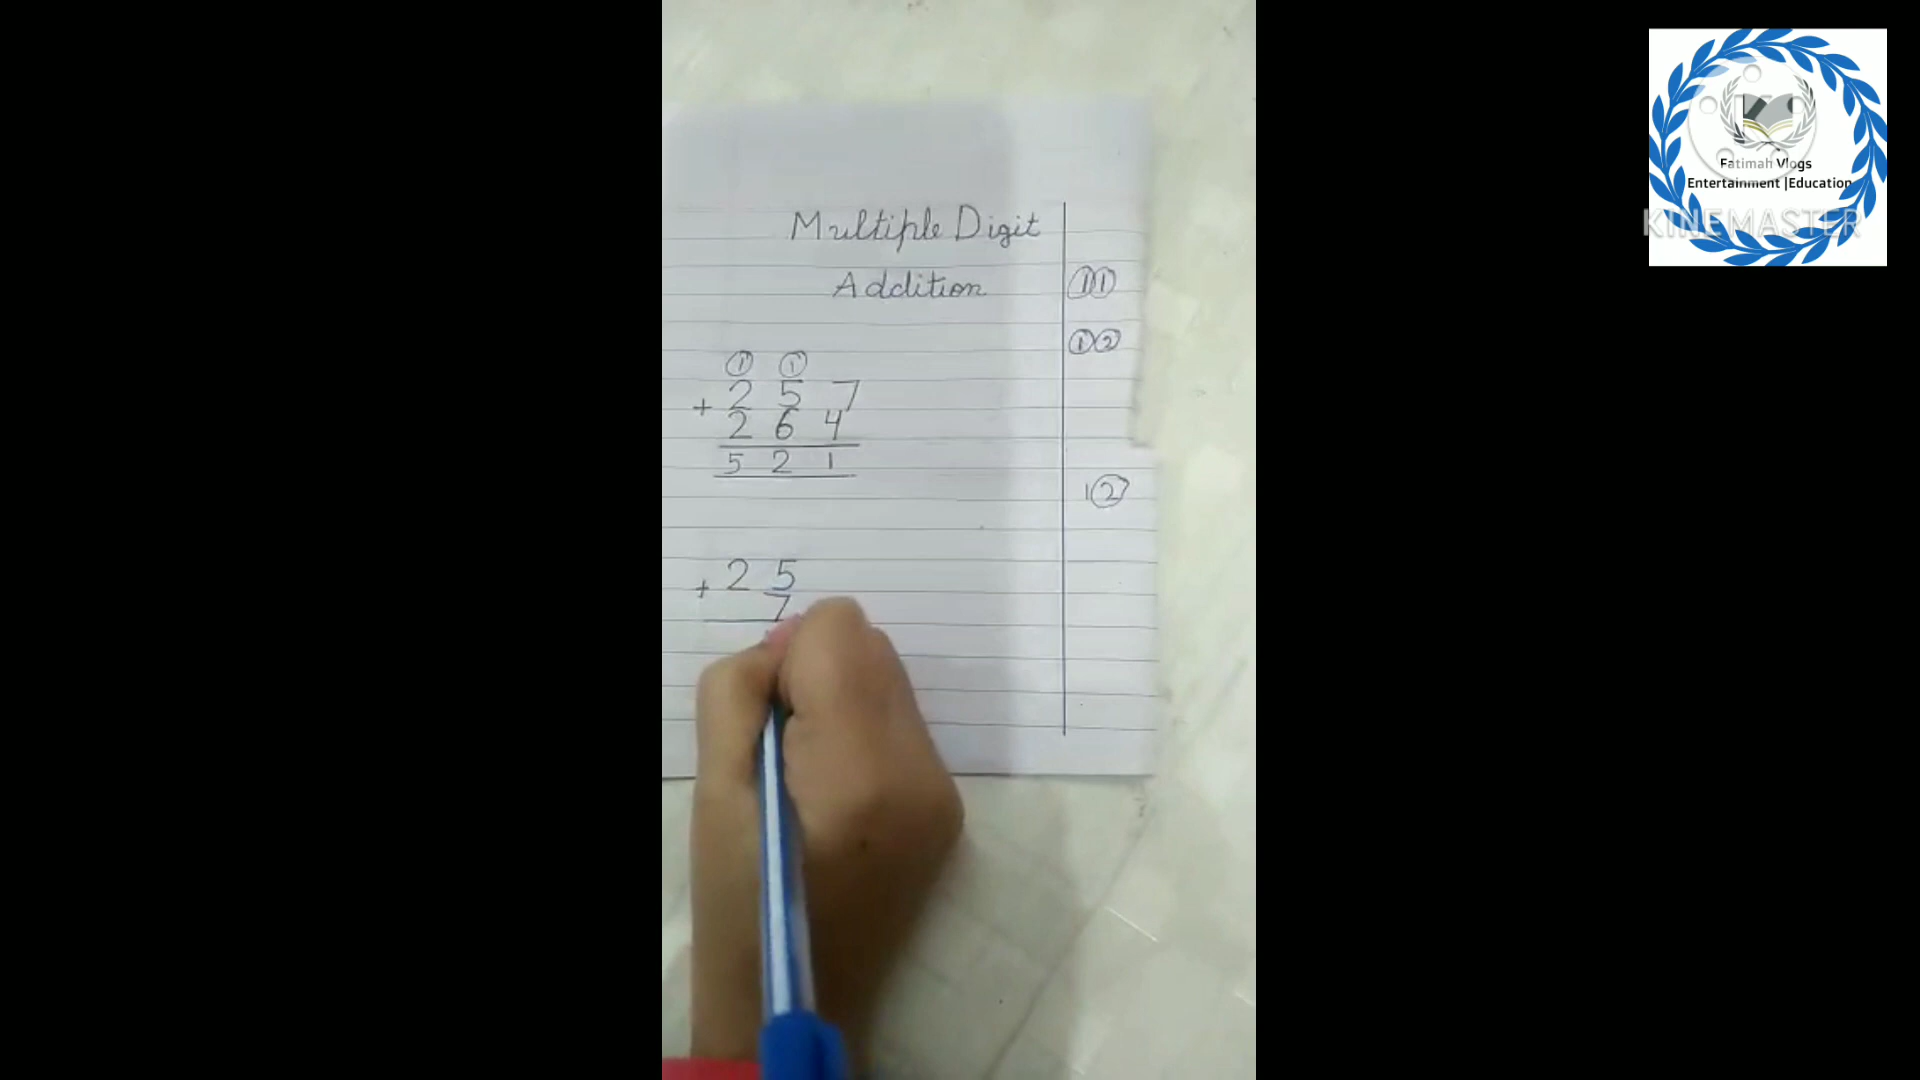 Multiple Digit
Addition
① ①
2 5 7
+ 2 6 4
5 2 1
2 5
+ 7
①①
①②
1②
Fatimah Vlogs
Entertainment |Education
KINEMASTER